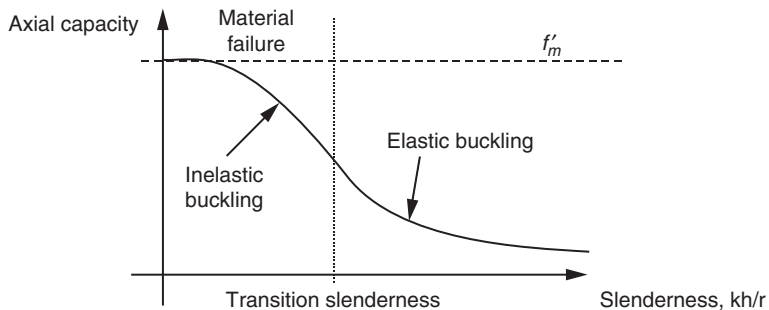 Axial capacity
Material
failure
f′m
Elastic buckling
Inelastic
buckling
Transition slenderness
Slenderness, kh/r